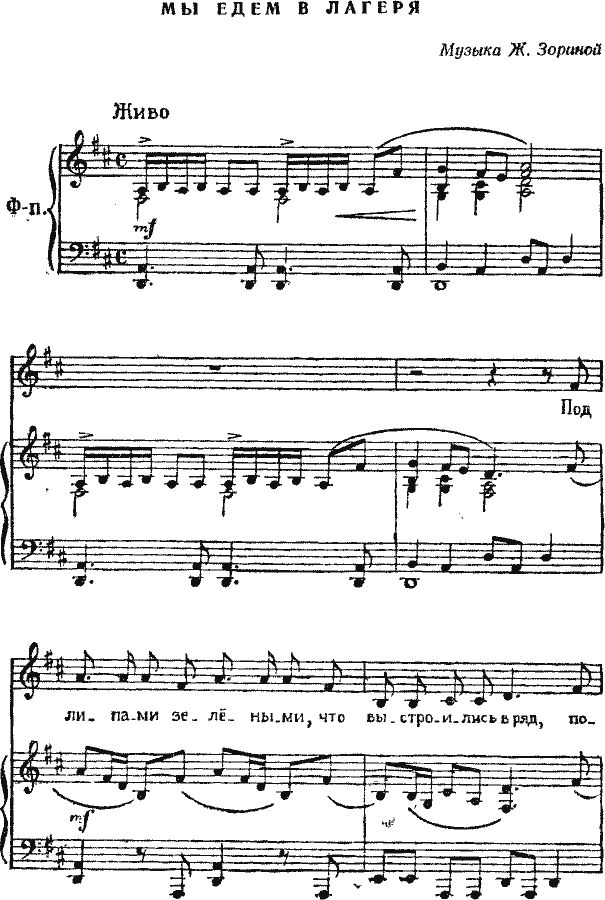 МЫ ЕДЕМ В ЛАГЕРЯ
Музыка Ж. Зориной
Живо
Ф-п.
mf
Под
ли-па-ми зе-лё-ны-ми, что вы-стро-и-лись в ряд, по-
mf